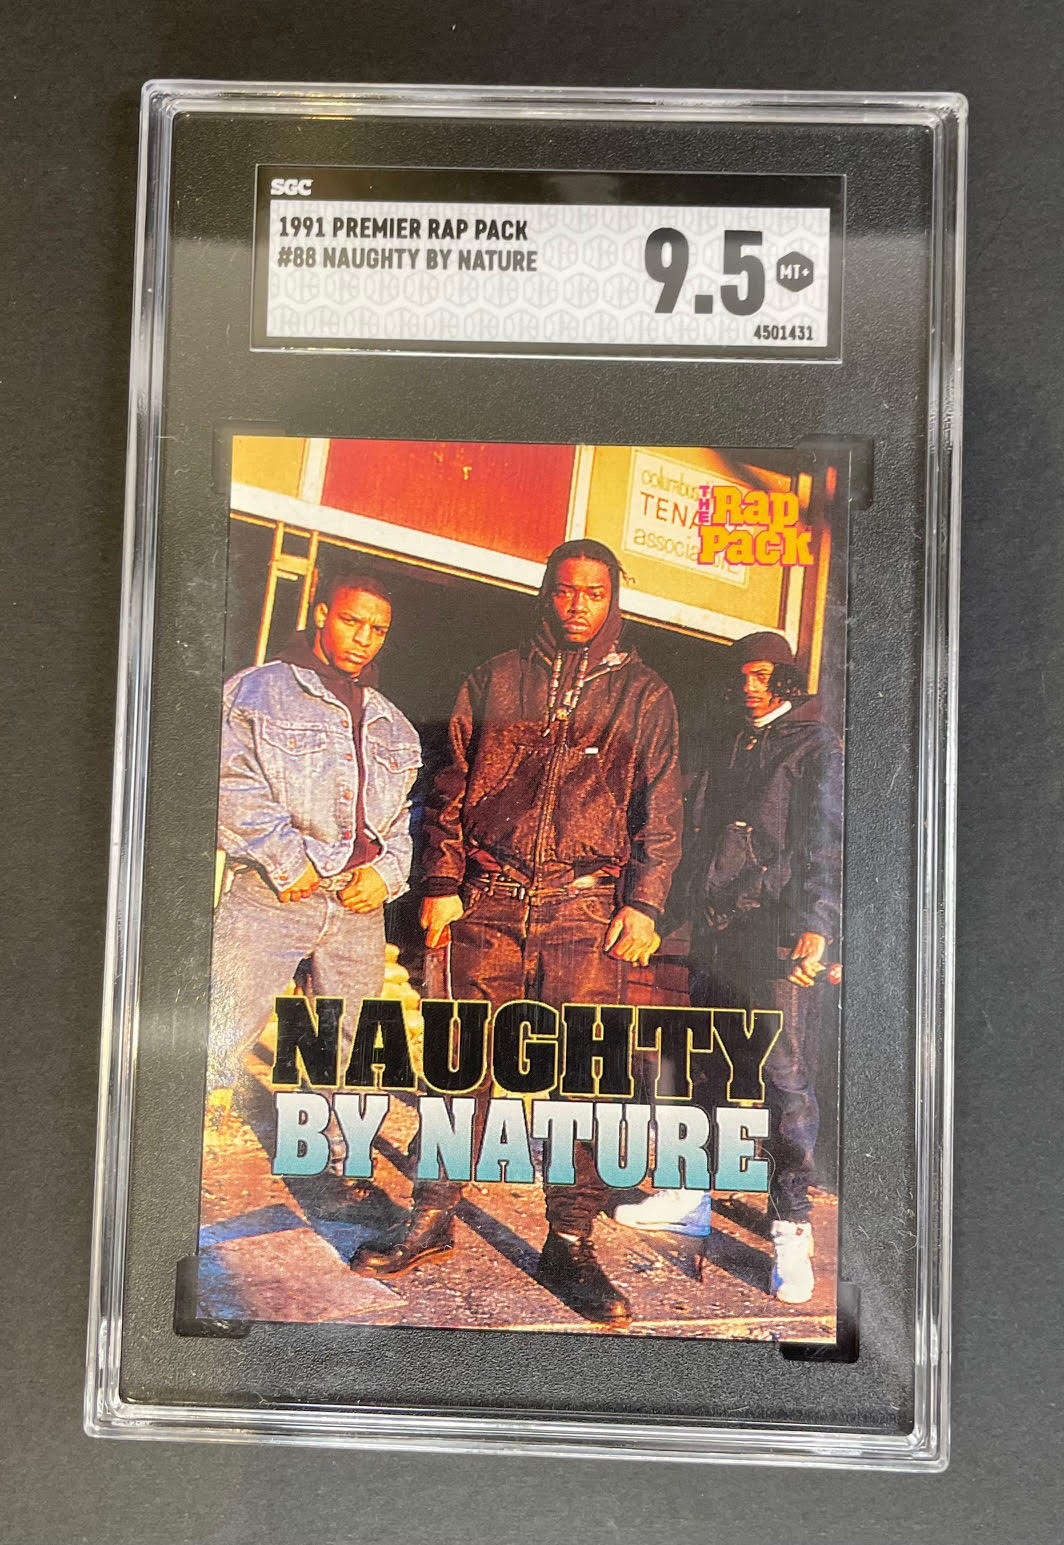 SGC
1991 PREMIER RAP PACK
#88 NAUGHTY BY NATURE
9.5 MT+
4501431
columbus
TENA
associa
THE
Rap
Pack
NAUGHTY
BY NATURE